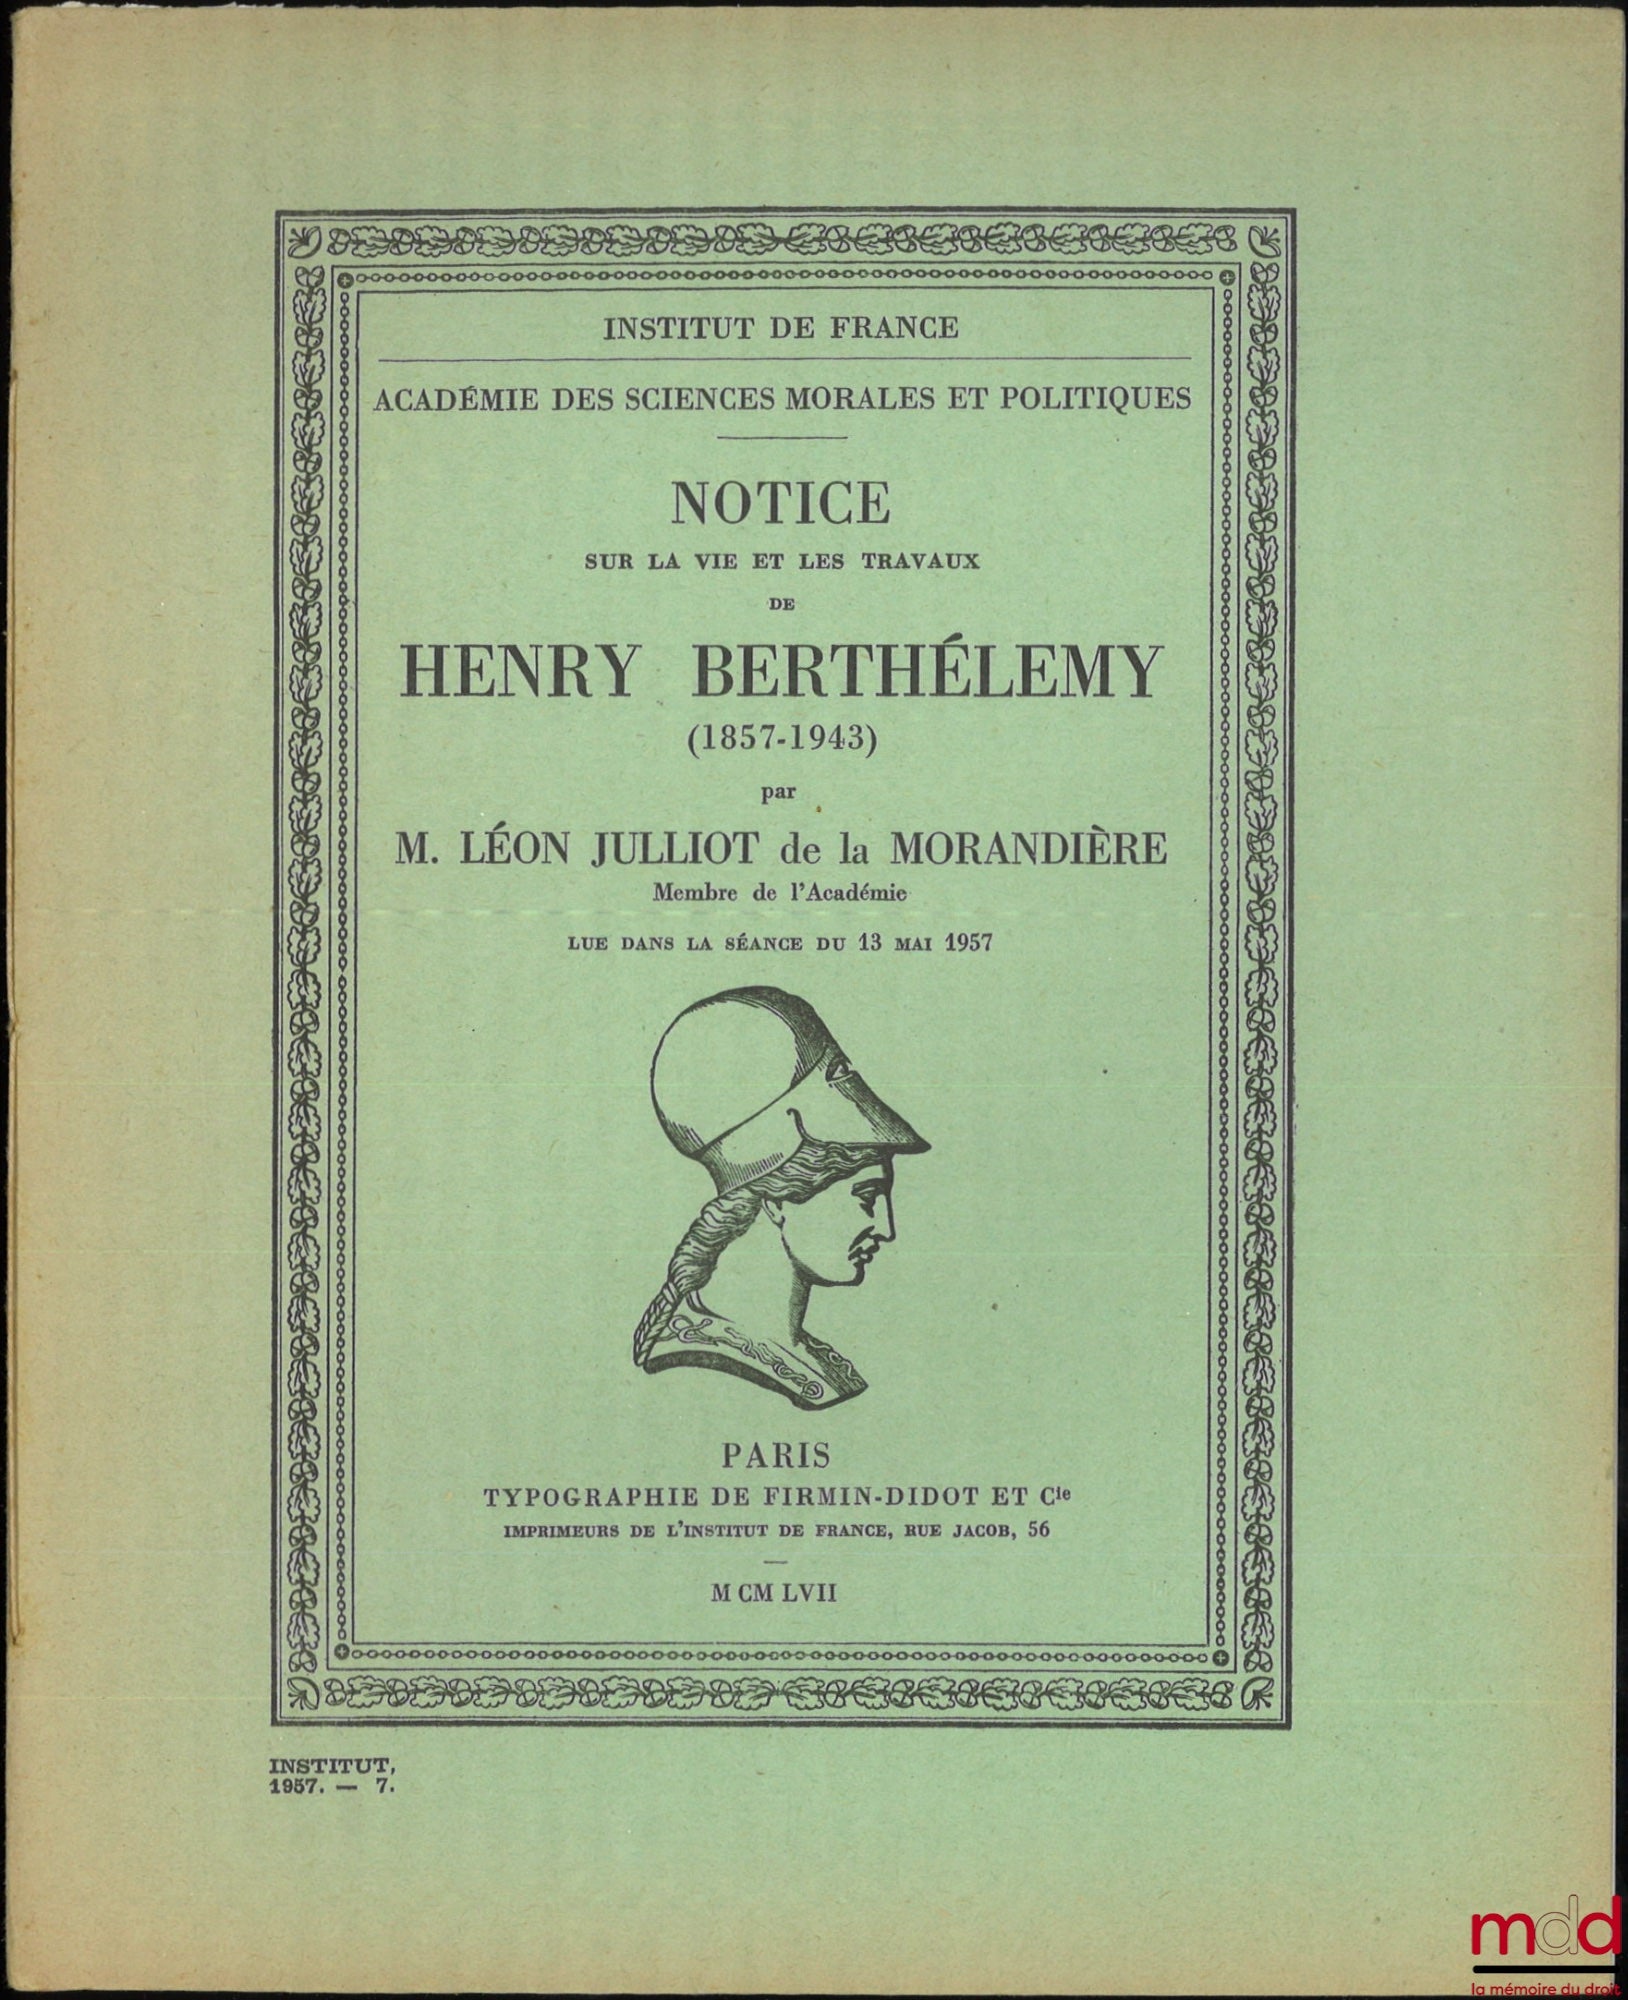 INSTITUT DE FRANCE
ACADÉMIE DES SCIENCES MORALES ET POLITIQUES
NOTICE
SUR LA VIE ET LES TRAVAUX
DE
HENRY BERTHÉLEMY
(1857-1943)
par
M. LÉON JULLIOT de la MORANDIÈRE
Membre de l'Académie
LUE DANS LA SÉANCE DU 13 MAI 1957
PARIS
TYPOGRAPHIE DE FIRMIN-DIDOT ET Cie
IMPRIMEURS DE L'INSTITUT DE FRANCE, RUE JACOB, 56
M CM LVII
INSTITUT,
1957. — 7.
mdd
la mémoire du droit